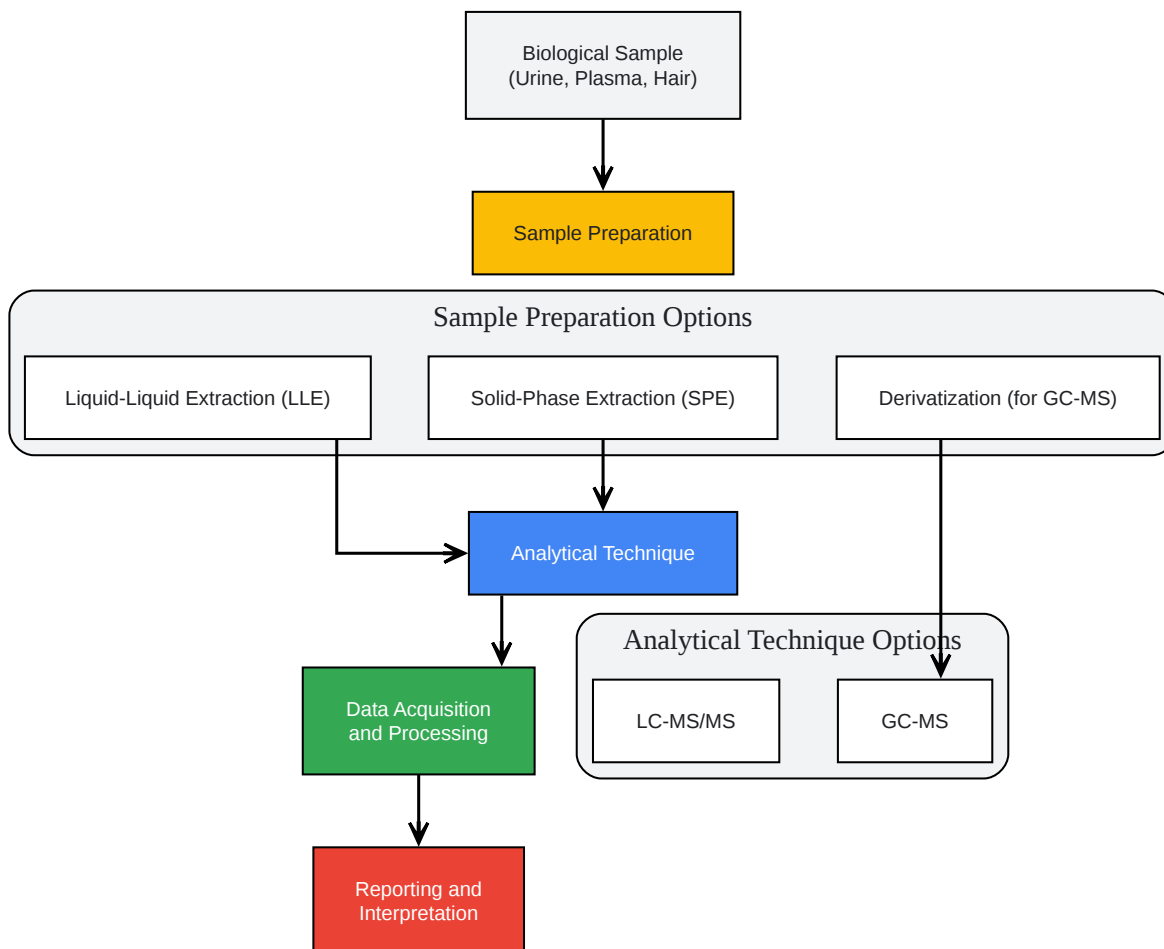 Biological Sample
(Urine, Plasma, Hair)
Sample Preparation
Sample Preparation Options
Liquid-Liquid Extraction (LLE)
Solid-Phase Extraction (SPE)
Derivatization (for GC-MS)
Analytical Technique
Analytical Technique Options
Data Acquisition
and Processing
LC-MS/MS
GC-MS
Reporting and
Interpretation